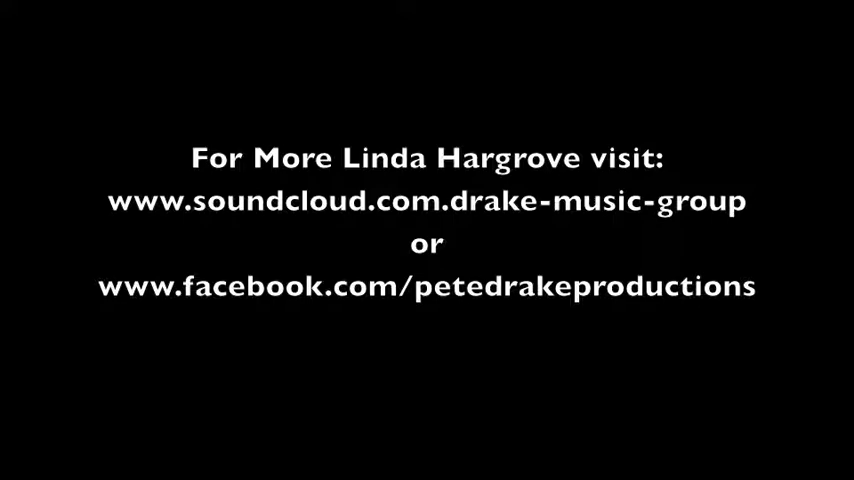 For More Linda Hargrove visit:
www.soundcloud.com.drake-music-group
or
www.facebook.com/petedrakeproductions